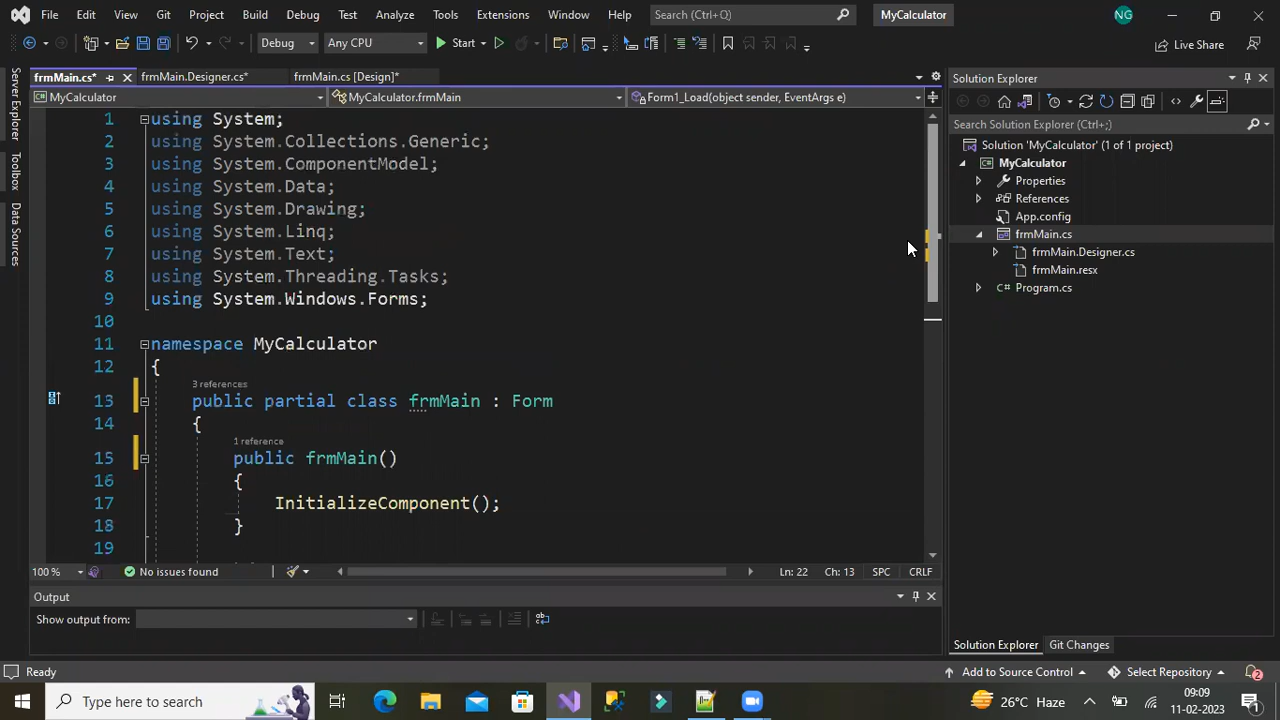 File Edit View Git Project Build Debug Test Analyze Tools Extensions Window Help Search (Ctrl+Q) MyCalculator NG
Debug Any CPU Start Live Share
frmMain.cs* frmMain.Designer.cs* frmMain.cs [Design]*
MyCalculator MyCalculator.frmMain Form1_Load(object sender, EventArgs e)
Server Explorer
Toolbox
Data Sources
1 using System;
2 using System.Collections.Generic;
3 using System.ComponentModel;
4 using System.Data;
5 using System.Drawing;
6 using System.Linq;
7 using System.Text;
8 using System.Threading.Tasks;
9 using System.Windows.Forms;
10
11 namespace MyCalculator
12 {
3 references
13 public partial class frmMain : Form
14 {
1 reference
15 public frmMain()
16 {
17 InitializeComponent();
18 }
19
100 % No issues found Ln: 22 Ch: 13 SPC CRLF
Output
Show output from:
Solution Explorer
Search Solution Explorer (Ctrl+;)
Solution 'MyCalculator' (1 of 1 project)
MyCalculator
Properties
References
App.config
frmMain.cs
frmMain.Designer.cs
frmMain.resx
Program.cs
Solution Explorer Git Changes
Ready Add to Source Control Select Repository 2
Type here to search 26°C Haze 09:09
11-02-2023